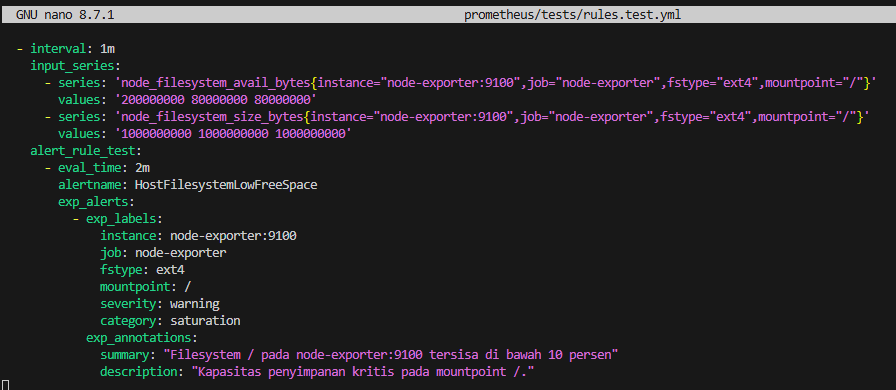 GNU nano 8.7.1 prometheus/tests/rules.test.yml
- interval: 1m
input_series:
- series: 'node_filesystem_avail_bytes{instance="node-exporter:9100",job="node-exporter",fstype="ext4",mountpoint="/"}'
values: '200000000 80000000 80000000'
- series: 'node_filesystem_size_bytes{instance="node-exporter:9100",job="node-exporter",fstype="ext4",mountpoint="/"}'
values: '1000000000 1000000000 1000000000'
alert_rule_test:
- eval_time: 2m
alertname: HostFilesystemLowFreeSpace
exp_alerts:
- exp_labels:
instance: node-exporter:9100
job: node-exporter
fstype: ext4
mountpoint: /
severity: warning
category: saturation
exp_annotations:
summary: "Filesystem / pada node-exporter:9100 tersisa di bawah 10 persen"
description: "Kapasitas penyimpanan kritis pada mountpoint /."